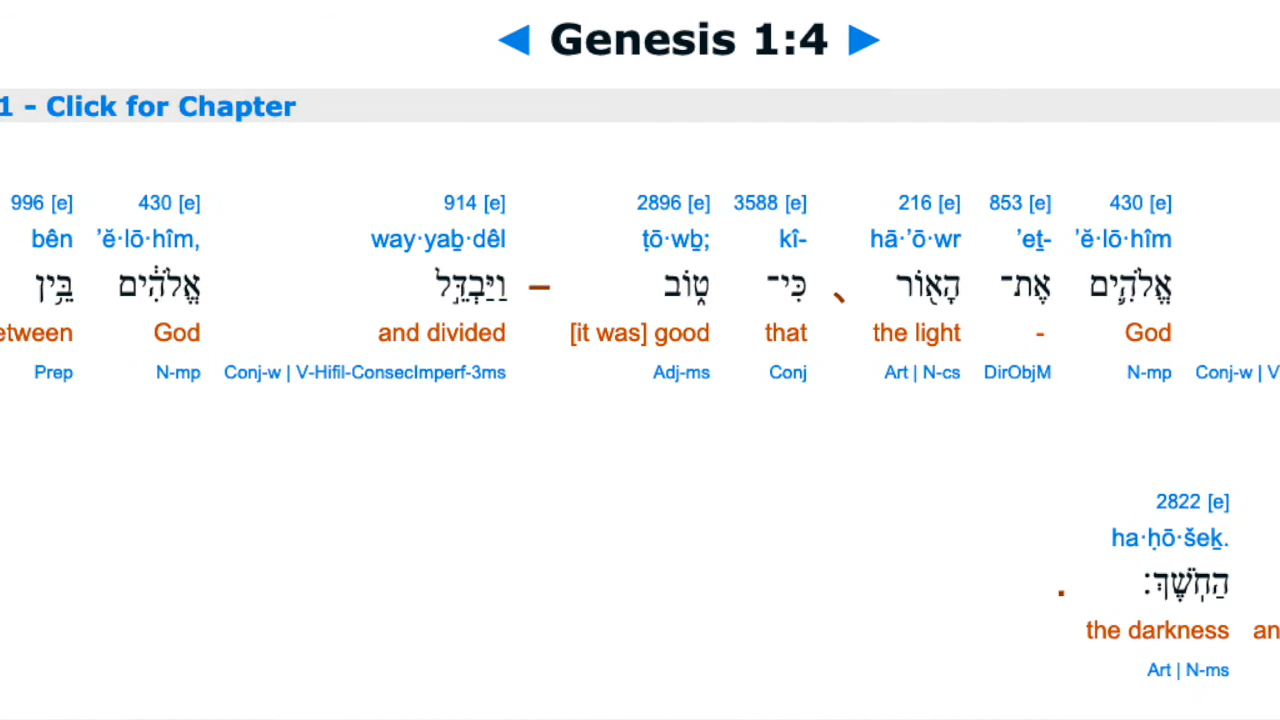 ◄ Genesis 1:4 ►
1 - Click for Chapter
996 [e] 430 [e] 914 [e] 2896 [e] 3588 [e] 216 [e] 853 [e] 430 [e]
bên ’ĕ·lō·hîm, way·yaḇ·dêl ṭō·wḇ; kî- hā·’ō·wr ’eṯ- ’ĕ·lō·hîm
אֱלֹהִ֛ים אֶת־ הָא֖וֹר 、 כִּי־ ט֑וֹב – וַיַּבְדֵּ֣ל אֱלֹהִ֔ים בֵּ֥ין
etween God and divided [it was] good that the light - God
Prep N-mp Conj-w | V-Hifil-ConsecImperf-3ms Adj-ms Conj Art | N-cs DirObjM N-mp Conj-w | V
2822 [e]
ha·ḥō·šeḵ.
הַחֹֽשֶׁךְ׃ .
the darkness an
Art | N-ms